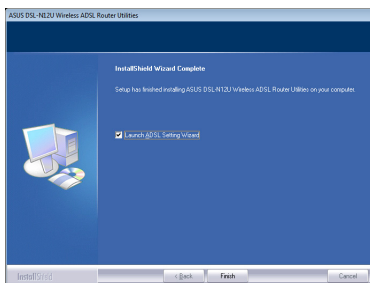 ASUS DSL-N12U Wireless ADSL Router Utilities
InstallShield Wizard Complete
Setup has finished installing ASUS DSL-N12U Wireless ADSL Router Utilities on your computer.
Launch ADSL Setting Wizard
InstallShield
< Back
Finish
Cancel